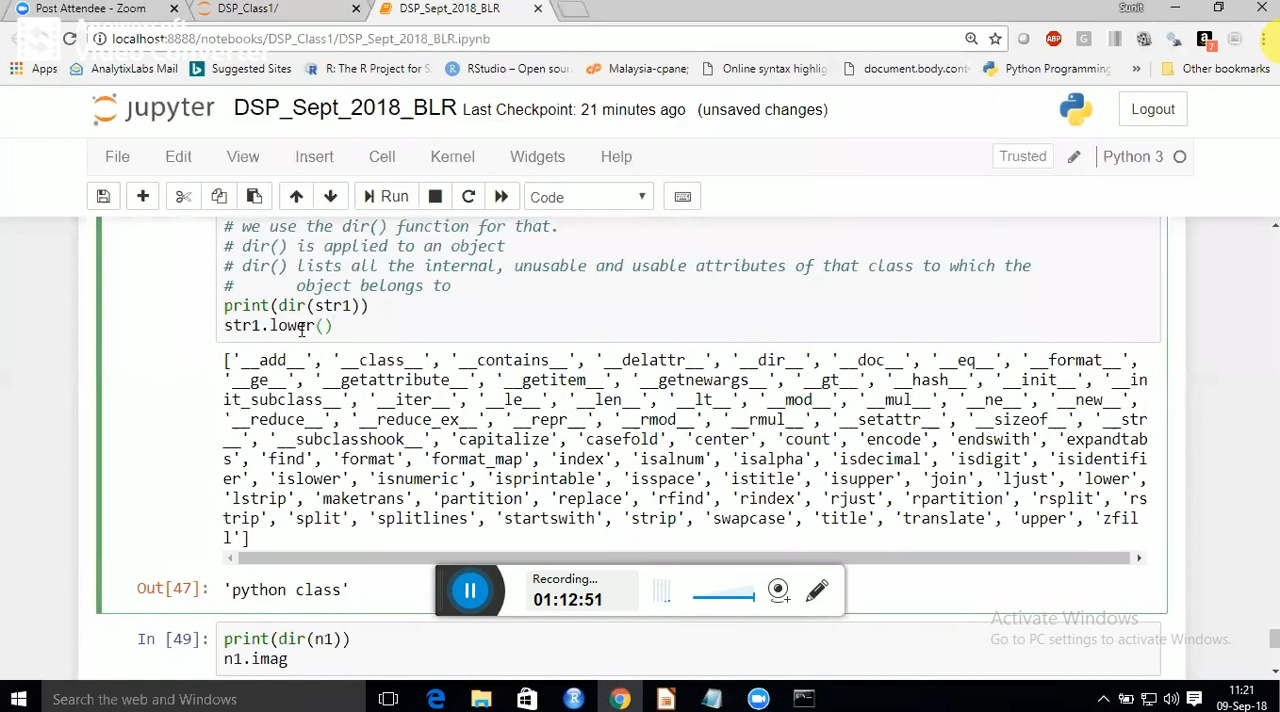 Post Attendee - Zoom
DSP_Class1/
DSP_Sept_2018_BLR
Sunit
localhost:8888/notebooks/DSP_Class1/DSP_Sept_2018_BLR.ipynb
ABP
G
a
7
Apps
AnalytixLabs Mail
Suggested Sites
R: The R Project for S
RStudio – Open sour
Malaysia-cpane;
Online syntax highlig
document.body.cont
Python Programming
»
Other bookmarks
jupyter
DSP_Sept_2018_BLR
Last Checkpoint: 21 minutes ago
(unsaved changes)
Logout
File
Edit
View
Insert
Cell
Kernel
Widgets
Help
Trusted
Python 3
Run
Code
# we use the dir() function for that.
# dir() is applied to an object
# dir() lists all the internal, unusable and usable attributes of that class to which the
# object belongs to
print(dir(str1))
str1.lower()
['__add__', '__class__', '__contains__', '__delattr__', '__dir__', '__doc__', '__eq__', '__format__',
'__ge__', '__getattribute__', '__getitem__', '__getnewargs__', '__gt__', '__hash__', '__init__', '__in
it_subclass__', '__iter__', '__le__', '__len__', '__lt__', '__mod__', '__mul__', '__ne__', '__new__',
'__reduce__', '__reduce_ex__', '__repr__', '__rmod__', '__rmul__', '__setattr__', '__sizeof__', '__str
__', '__subclasshook__', 'capitalize', 'casefold', 'center', 'count', 'encode', 'endswith', 'expandtab
s', 'find', 'format', 'format_map', 'index', 'isalnum', 'isalpha', 'isdecimal', 'isdigit', 'isidentifi
er', 'islower', 'isnumeric', 'isprintable', 'isspace', 'istitle', 'isupper', 'join', 'ljust', 'lower',
'lstrip', 'maketrans', 'partition', 'replace', 'rfind', 'rindex', 'rjust', 'rpartition', 'rsplit', 'rs
trip', 'split', 'splitlines', 'startswith', 'strip', 'swapcase', 'title', 'translate', 'upper', 'zfil
l']
Out[47]: 'python class'
Recording...
01:12:51
Activate Windows
Go to PC settings to activate Windows.
In [49]: print(dir(n1))
n1.imag
Search the web and Windows
11:21
09-Sep-18